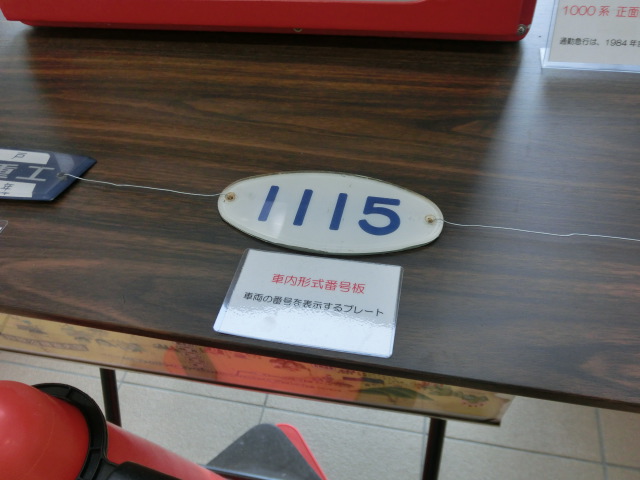 1000系 正面
通勤急行は、1984年
1115
車内形式番号板
車両の番号を表示するプレート